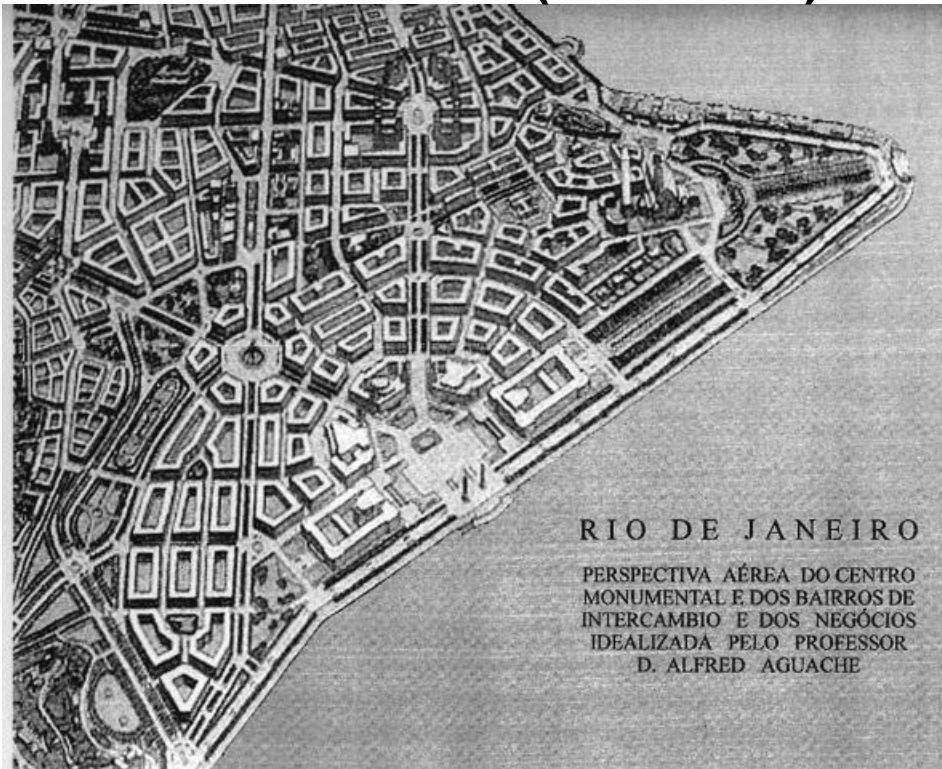 RIO DE JANEIRO
PERSPECTIVA AÉREA DO CENTRO
MONUMENTAL E DOS BAIRROS DE
INTERCAMBIO E DOS NEGÓCIOS
IDEALIZADA PELO PROFESSOR
D. ALFRED AGUACHE